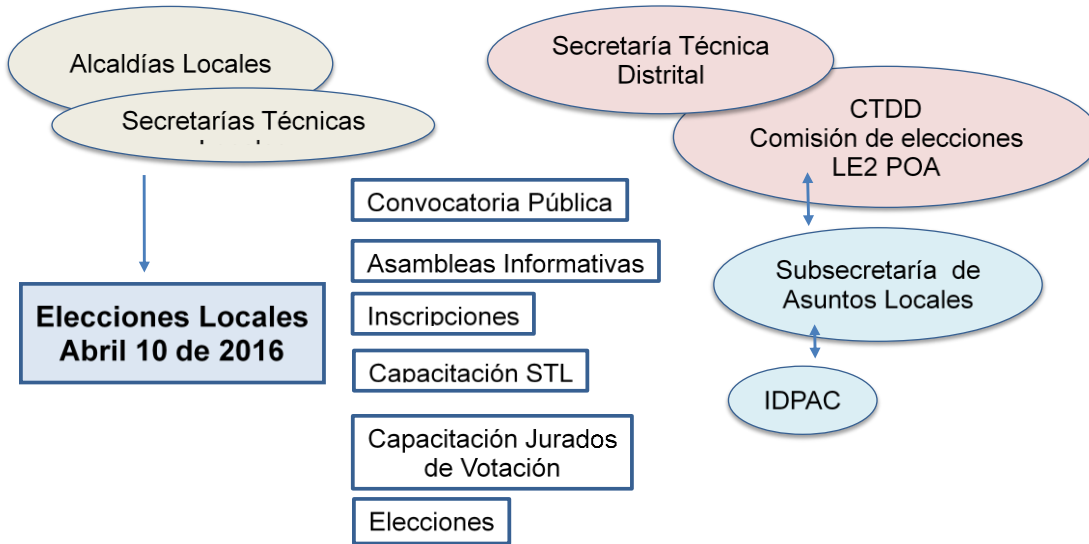 Alcaldías Locales
Secretarías Técnicas
Secretaría Técnica
Distrital
CTDD
Comisión de elecciones
LE2 POA
Convocatoria Pública
Asambleas Informativas
Inscripciones
Capacitación STL
Capacitación Jurados
de Votación
Elecciones
Elecciones Locales
Abril 10 de 2016
Subsecretaría de
Asuntos Locales
IDPAC